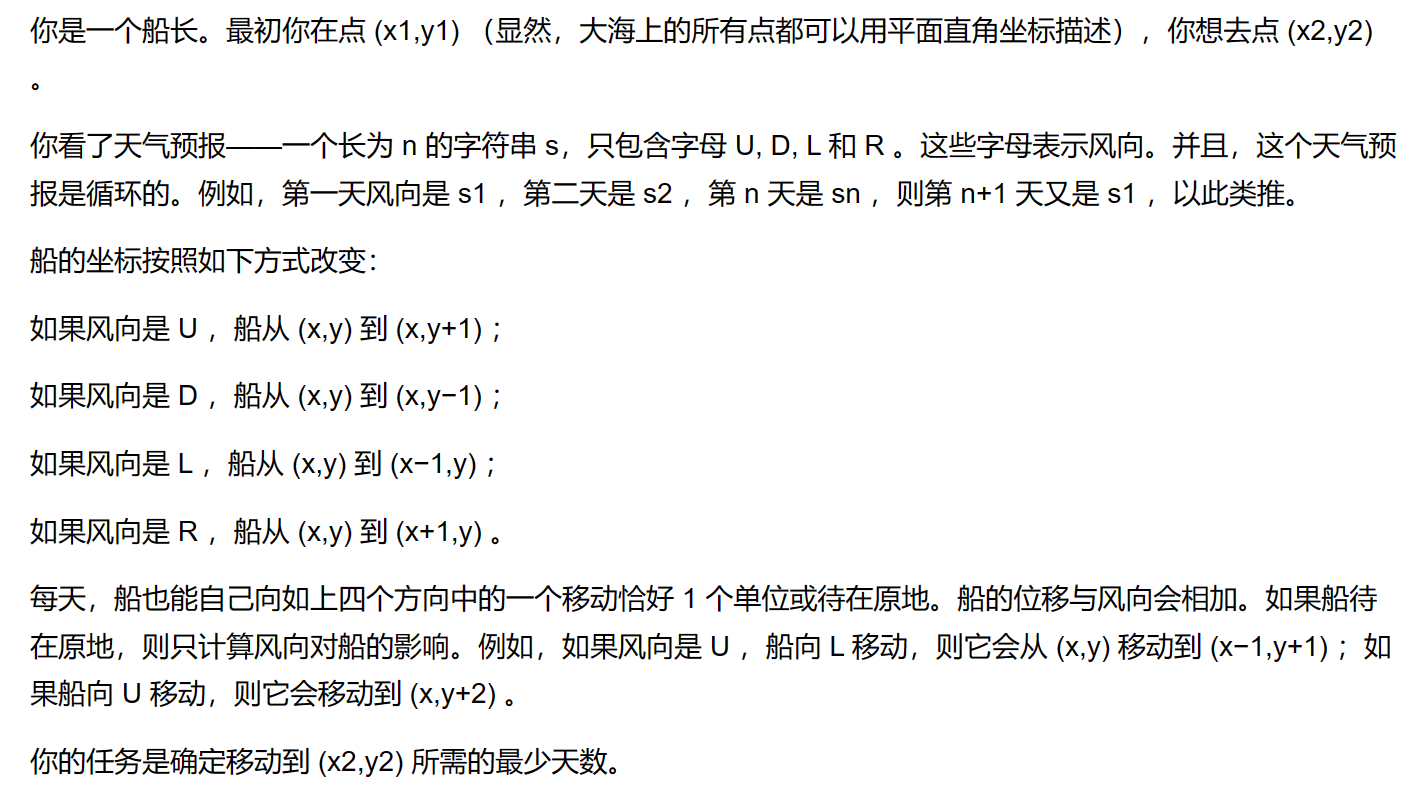 你是一个船长。最初你在点 (x1,y1) （显然，大海上的所有点都可以用平面直角坐标描述），你想去点 (x2,y2)
。
你看了天气预报——一个长为 n 的字符串 s，只包含字母 U, D, L 和 R 。这些字母表示风向。并且，这个天气预
报是循环的。例如，第一天风向是 s1 ，第二天是 s2 ，第 n 天是 sn ，则第 n+1 天又是 s1 ，以此类推。
船的坐标按照如下方式改变：
如果风向是 U ，船从 (x,y) 到 (x,y+1) ；
如果风向是 D ，船从 (x,y) 到 (x,y−1) ；
如果风向是 L ，船从 (x,y) 到 (x−1,y) ；
如果风向是 R ，船从 (x,y) 到 (x+1,y) 。
每天，船也能自己向如上四个方向中的一个移动恰好 1 个单位或待在原地。船的位移与风向会相加。如果船待
在原地，则只计算风向对船的影响。例如，如果风向是 U ，船向 L 移动，则它会从 (x,y) 移动到 (x−1,y+1) ；如
果船向 U 移动，则它会移动到 (x,y+2) 。
你的任务是确定移动到 (x2,y2) 所需的最少天数。